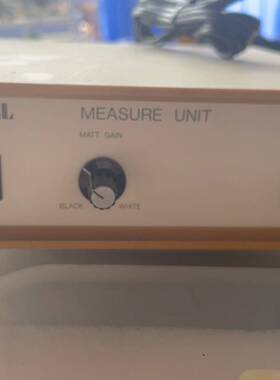 MEASURE UNIT
MATT GAIN
BLACK WHITE